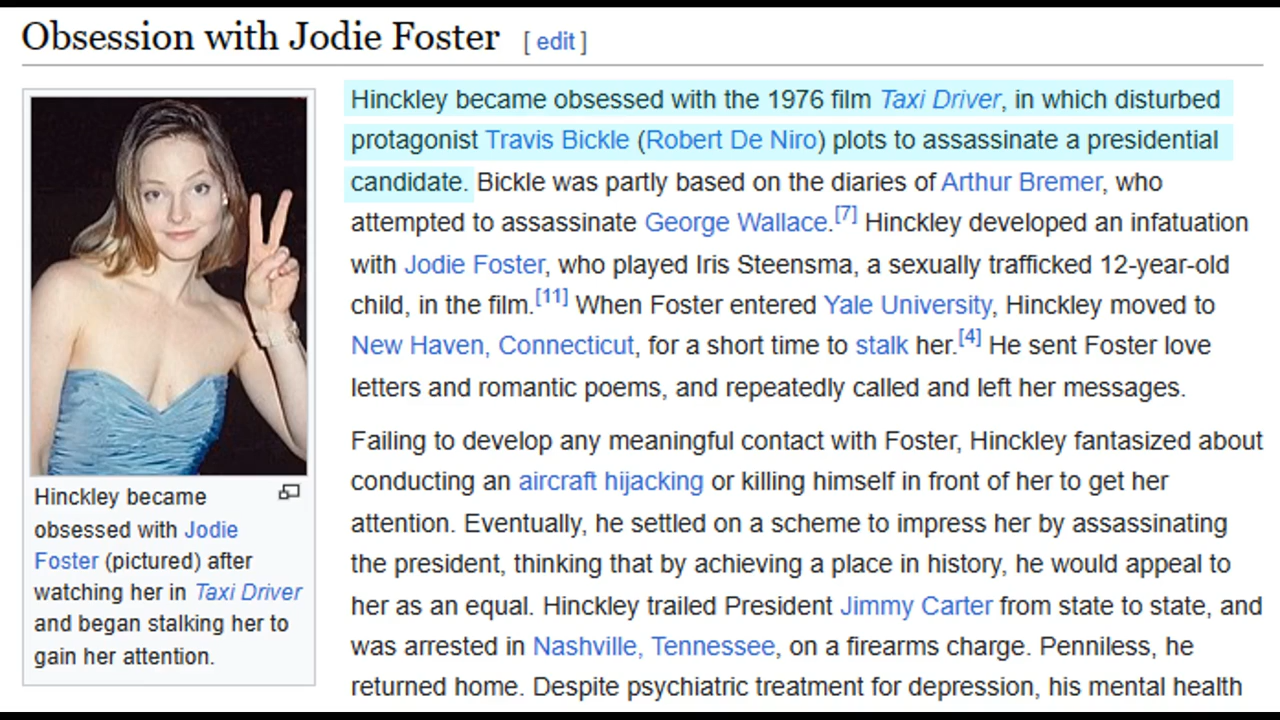 Obsession with Jodie Foster [ edit ]
Hinckley became obsessed with the 1976 film Taxi Driver, in which disturbed
protagonist Travis Bickle (Robert De Niro) plots to assassinate a presidential
candidate. Bickle was partly based on the diaries of Arthur Bremer, who
attempted to assassinate George Wallace.[7] Hinckley developed an infatuation
with Jodie Foster, who played Iris Steensma, a sexually trafficked 12-year-old
child, in the film.[11] When Foster entered Yale University, Hinckley moved to
New Haven, Connecticut, for a short time to stalk her.[4] He sent Foster love
letters and romantic poems, and repeatedly called and left her messages.
Failing to develop any meaningful contact with Foster, Hinckley fantasized about
conducting an aircraft hijacking or killing himself in front of her to get her
attention. Eventually, he settled on a scheme to impress her by assassinating
the president, thinking that by achieving a place in history, he would appeal to
her as an equal. Hinckley trailed President Jimmy Carter from state to state, and
was arrested in Nashville, Tennessee, on a firearms charge. Penniless, he
returned home. Despite psychiatric treatment for depression, his mental health
Hinckley became
obsessed with Jodie
Foster (pictured) after
watching her in Taxi Driver
and began stalking her to
gain her attention.